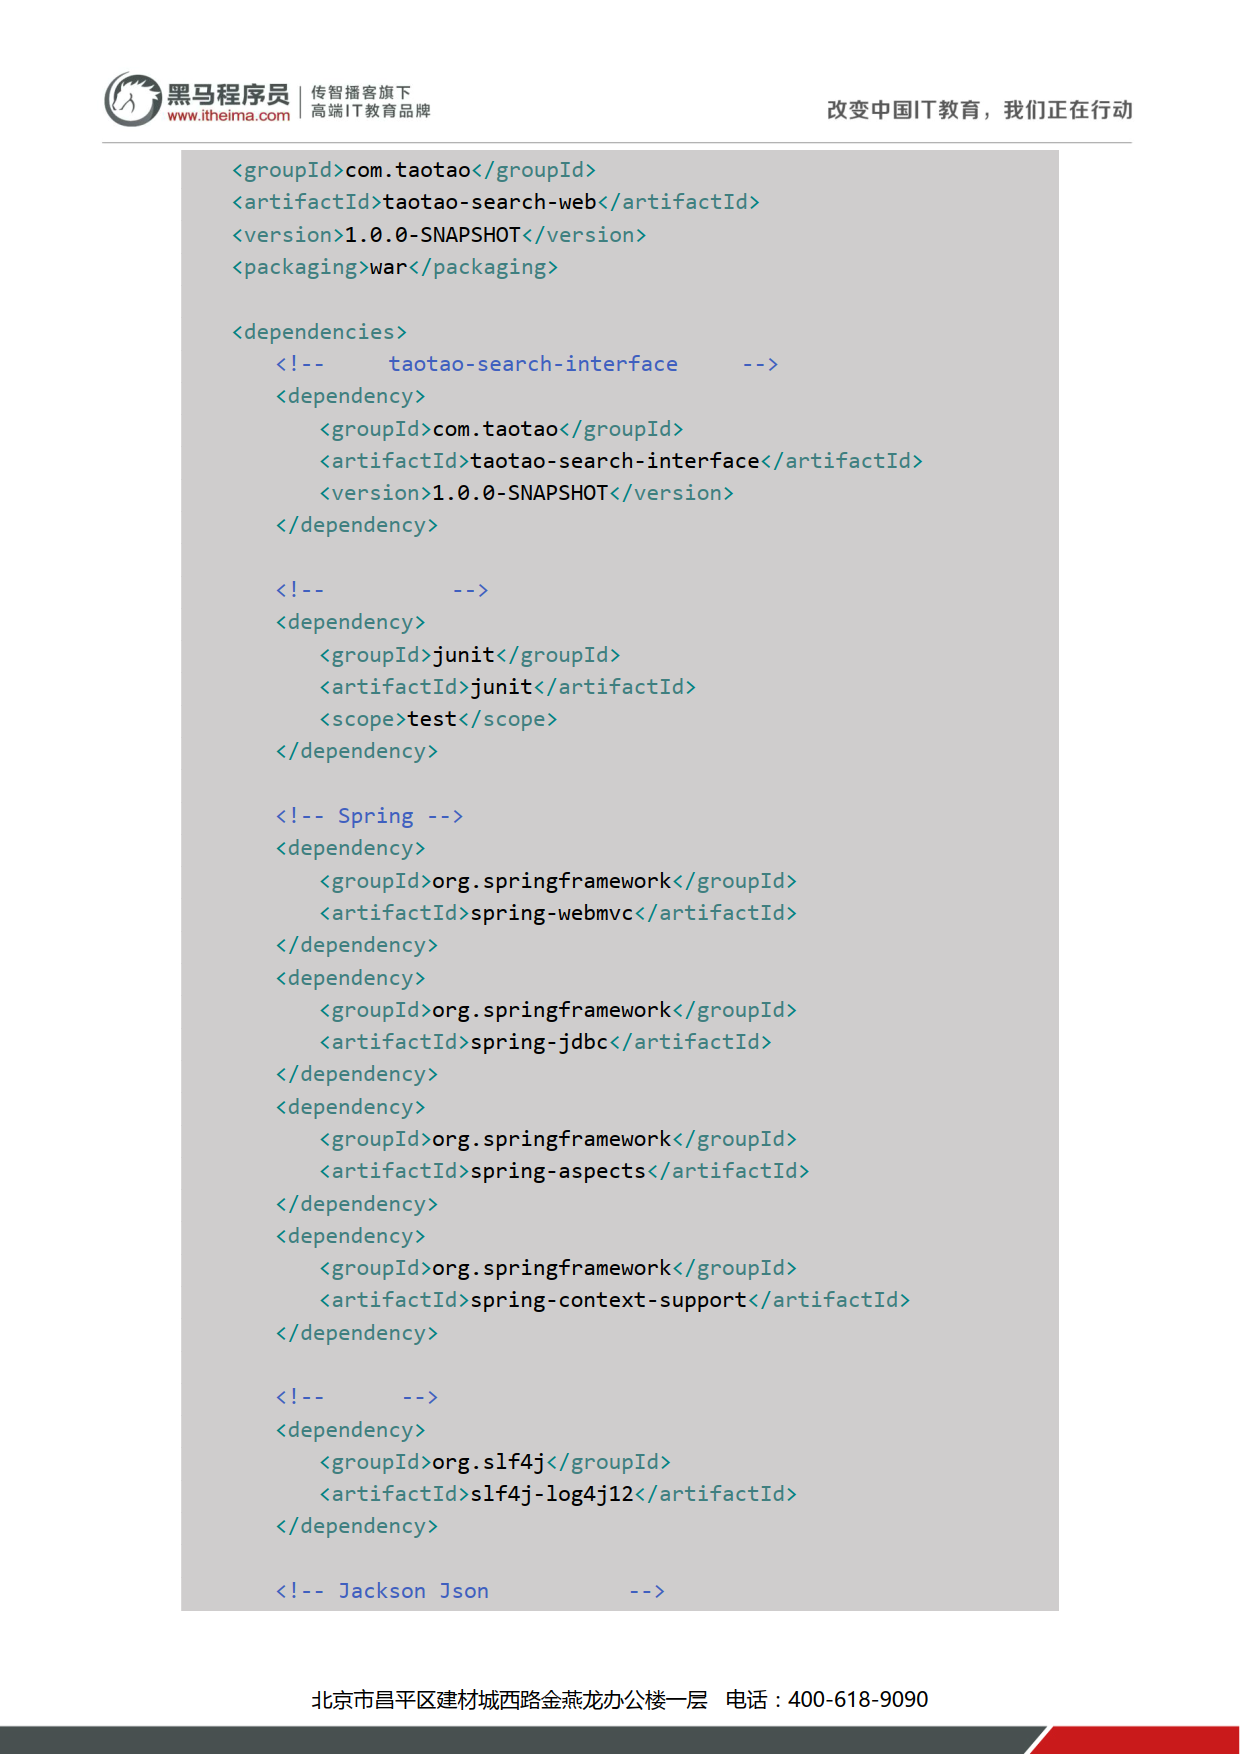 黑马程序员
www.itheima.com
传智播客旗下
高端IT教育品牌
改变中国IT教育，我们正在行动
<groupId>com.taotao</groupId>
<artifactId>taotao-search-web</artifactId>
<version>1.0.0-SNAPSHOT</version>
<packaging>war</packaging>
<dependencies>
<!-- taotao-search-interface -->
<dependency>
<groupId>com.taotao</groupId>
<artifactId>taotao-search-interface</artifactId>
<version>1.0.0-SNAPSHOT</version>
</dependency>
<!-- -->
<dependency>
<groupId>junit</groupId>
<artifactId>junit</artifactId>
<scope>test</scope>
</dependency>
<!-- Spring -->
<dependency>
<groupId>org.springframework</groupId>
<artifactId>spring-webmvc</artifactId>
</dependency>
<dependency>
<groupId>org.springframework</groupId>
<artifactId>spring-jdbc</artifactId>
</dependency>
<dependency>
<groupId>org.springframework</groupId>
<artifactId>spring-aspects</artifactId>
</dependency>
<dependency>
<groupId>org.springframework</groupId>
<artifactId>spring-context-support</artifactId>
</dependency>
<!-- -->
<dependency>
<groupId>org.slf4j</groupId>
<artifactId>slf4j-log4j12</artifactId>
</dependency>
<!-- Jackson Json -->
北京市昌平区建材城西路金燕龙办公楼一层 电话：400-618-9090